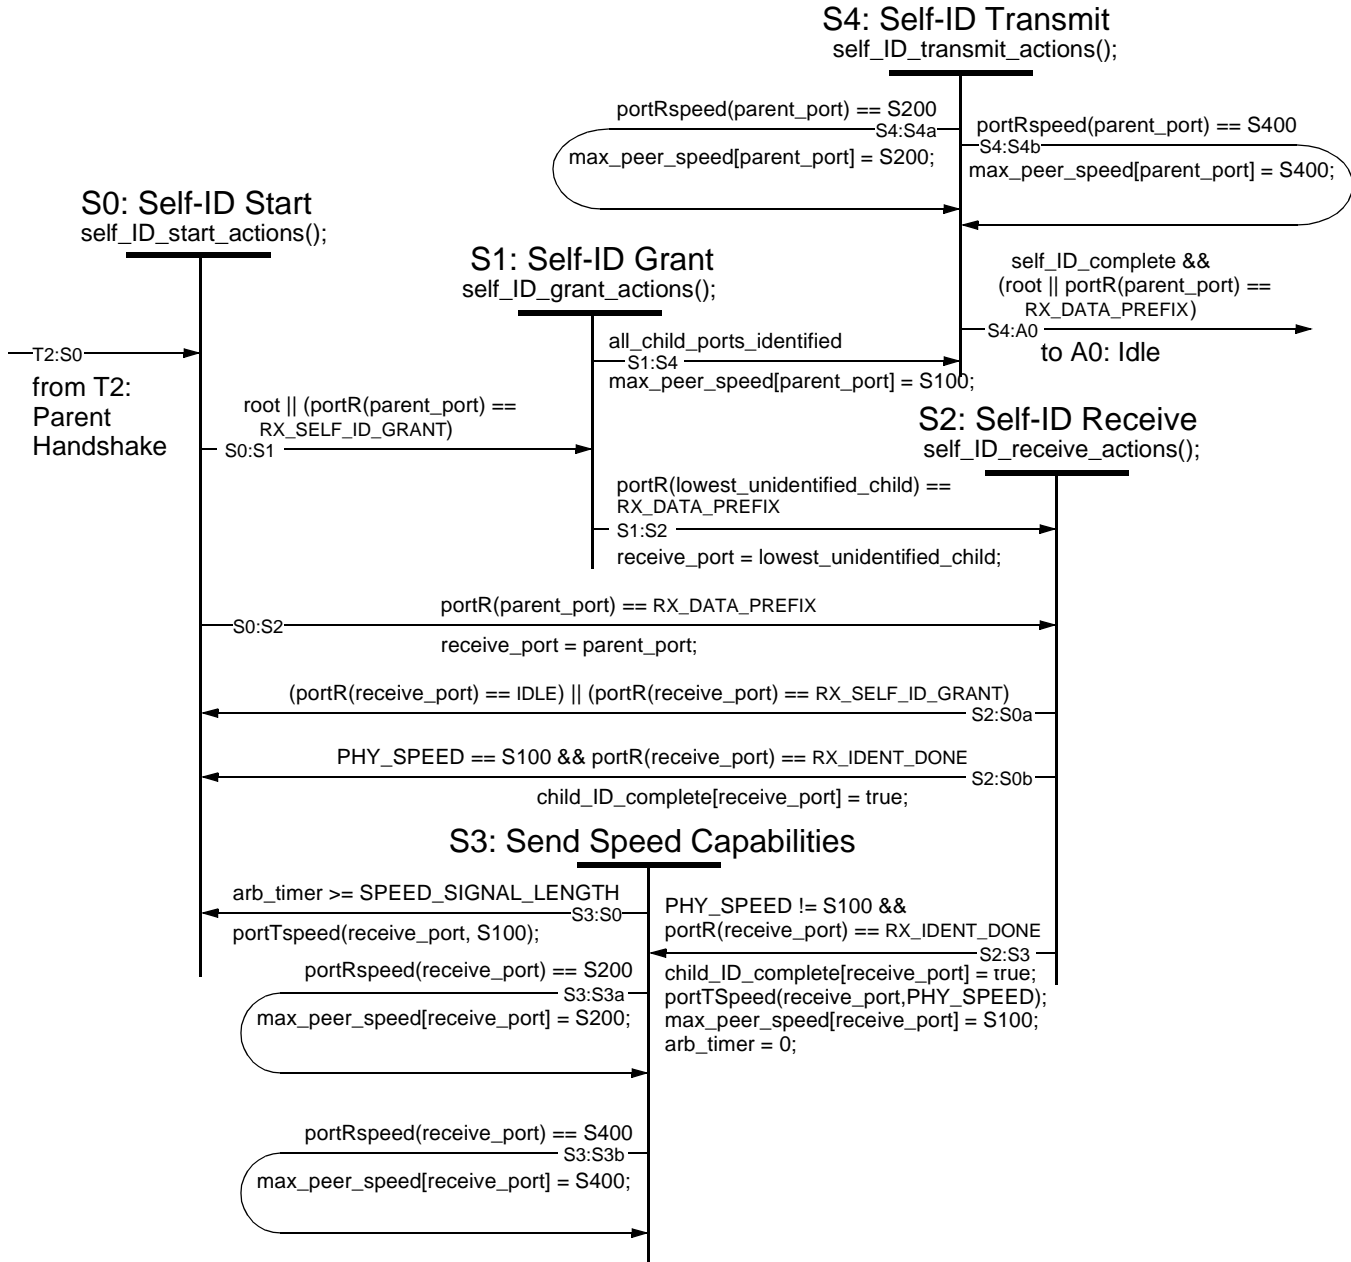 S4: Self-ID Transmit
self_ID_transmit_actions();
portRspeed(parent_port) == S200
S4:S4a
max_peer_speed[parent_port] = S200;
portRspeed(parent_port) == S400
S4:S4b
max_peer_speed[parent_port] = S400;
S0: Self-ID Start
self_ID_start_actions();
S1: Self-ID Grant
self_ID_grant_actions();
self_ID_complete &&
(root || portR(parent_port) ==
RX_DATA_PREFIX)
S4:A0
to A0: Idle
T2:S0
from T2:
Parent
Handshake
all_child_ports_identified
S1:S4
max_peer_speed[parent_port] = S100;
root || (portR(parent_port) ==
RX_SELF_ID_GRANT)
S0:S1
S2: Self-ID Receive
self_ID_receive_actions();
portR(lowest_unidentified_child) ==
RX_DATA_PREFIX
S1:S2
receive_port = lowest_unidentified_child;
portR(parent_port) == RX_DATA_PREFIX
S0:S2
receive_port = parent_port;
(portR(receive_port) == IDLE) || (portR(receive_port) == RX_SELF_ID_GRANT)
S2:S0a
PHY_SPEED == S100 && portR(receive_port) == RX_IDENT_DONE
S2:S0b
child_ID_complete[receive_port] = true;
S3: Send Speed Capabilities
arb_timer >= SPEED_SIGNAL_LENGTH
S3:S0
portTspeed(receive_port, S100);
PHY_SPEED != S100 &&
portR(receive_port) == RX_IDENT_DONE
S2:S3
child_ID_complete[receive_port] = true;
portTSpeed(receive_port,PHY_SPEED);
max_peer_speed[receive_port] = S100;
arb_timer = 0;
portRspeed(receive_port) == S200
S3:S3a
max_peer_speed[receive_port] = S200;
portRspeed(receive_port) == S400
S3:S3b
max_peer_speed[receive_port] = S400;